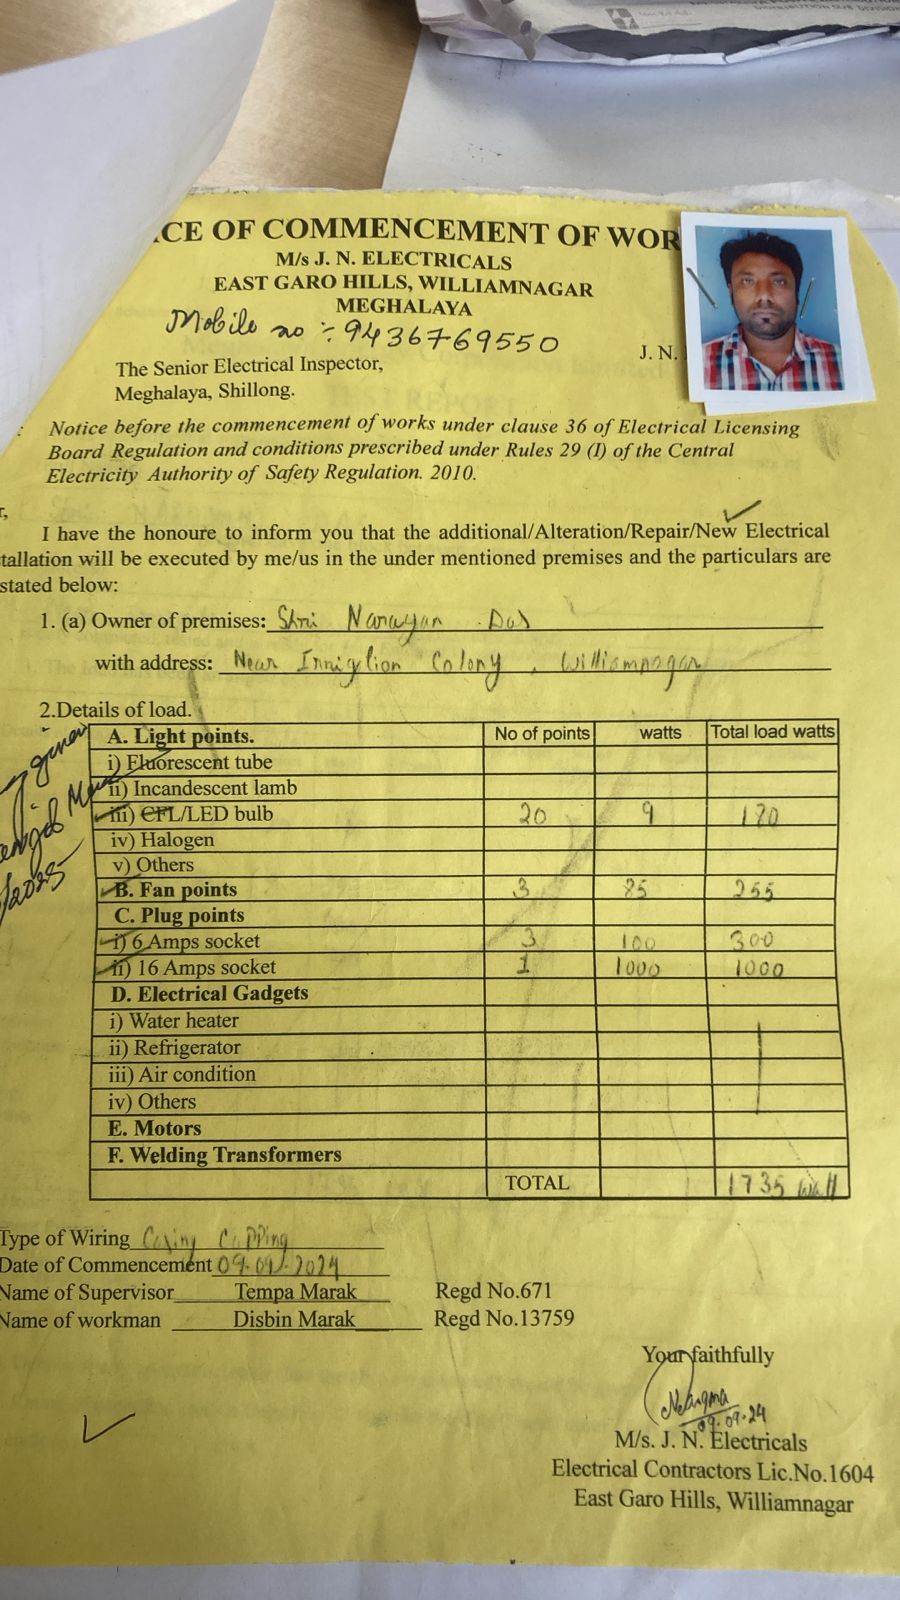 ICE OF COMMENCEMENT OF WOR
M/s J. N. ELECTRICALS
EAST GARO HILLS, WILLIAMNAGAR
MEGHALAYA
Mobile no :- 9436769550
J. N.
The Senior Electrical Inspector,
Meghalaya, Shillong.
: Notice before the commencement of works under clause 36 of Electrical Licensing
Board Regulation and conditions prescribed under Rules 29 (I) of the Central
Electricity Authority of Safety Regulation. 2010.
r,
I have the honoure to inform you that the additional/Alteration/Repair/New Electrical
tallation will be executed by me/us in the under mentioned premises and the particulars are
stated below:
1. (a) Owner of premises: Shri Narayan Das
with address: Near Irrigation Colony, Williamnagar
2.Details of load.
A. Light points. No of points watts Total load watts
i) Fluorescent tube
ii) Incandescent lamb
iii) CFL/LED bulb 20 9 180
iv) Halogen
v) Others
B. Fan points 3 85 255
C. Plug points
i) 6 Amps socket 3 100 300
ii) 16 Amps socket 1 1000 1000
D. Electrical Gadgets
i) Water heater
ii) Refrigerator
iii) Air condition
iv) Others
E. Motors
F. Welding Transformers
TOTAL 1735 watt
/2025
Type of Wiring Casing Capping
Date of Commencement 09.09.2024
Name of Supervisor Tempa Marak Regd No.671
Name of workman Disbin Marak Regd No.13759
Your faithfully
09.09.24
M/s. J. N. Electricals
Electrical Contractors Lic.No.1604
East Garo Hills, Williamnagar